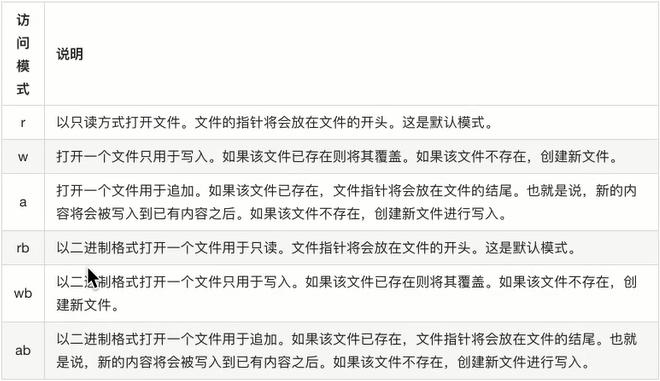 访
问
模
式
说明
r
以只读方式打开文件。文件的指针将会放在文件的开头。这是默认模式。
w
打开一个文件只用于写入。如果该文件已存在则将其覆盖。如果该文件不存在，创建新文件。
a
打开一个文件用于追加。如果该文件已存在，文件指针将会放在文件的结尾。也就是说，新的内
容将会被写入到已有内容之后。如果该文件不存在，创建新文件进行写入。
rb
以二进制格式打开一个文件用于只读。文件指针将会放在文件的开头。这是默认模式。
wb
以二进制格式打开一个文件只用于写入。如果该文件已存在则将其覆盖。如果该文件不存在，创
建新文件。
ab
以二进制格式打开一个文件用于追加。如果该文件已存在，文件指针将会放在文件的结尾。也就
是说，新的内容将会被写入到已有内容之后。如果该文件不存在，创建新文件进行写入。